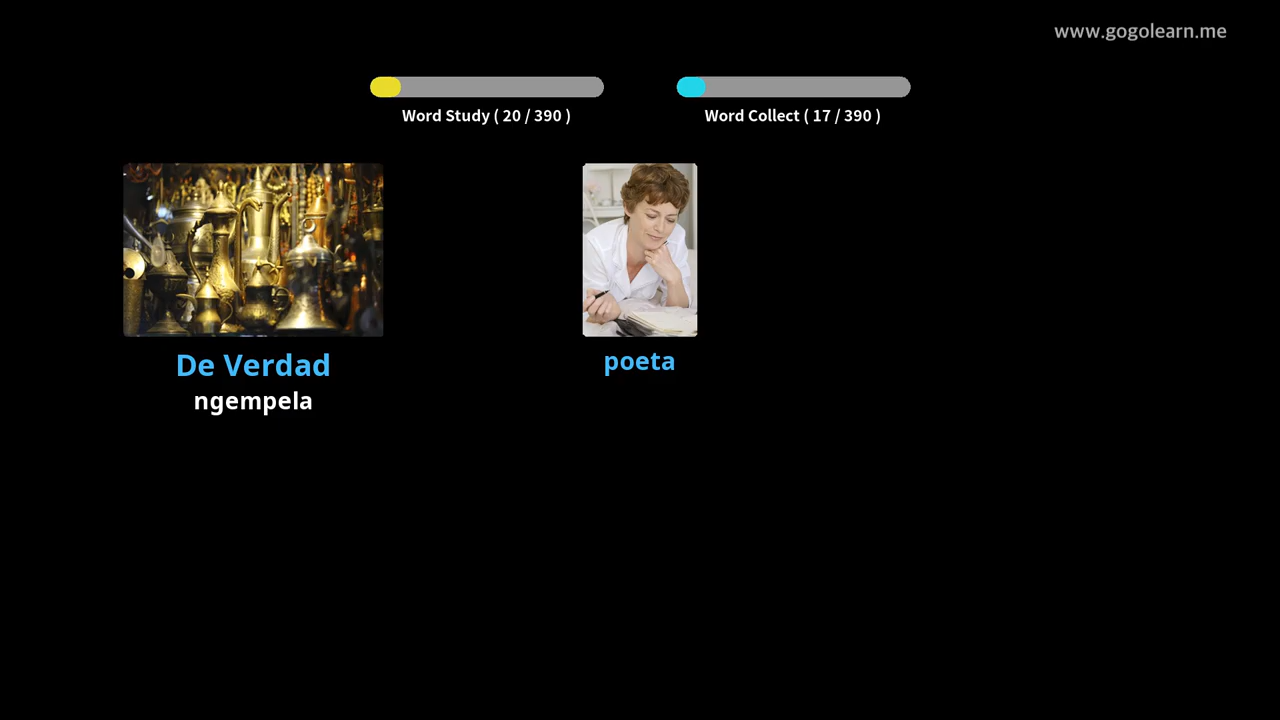 www.gogolearn.me
Word Study ( 20 / 390 )
Word Collect ( 17 / 390 )
De Verdad
ngempela
poeta